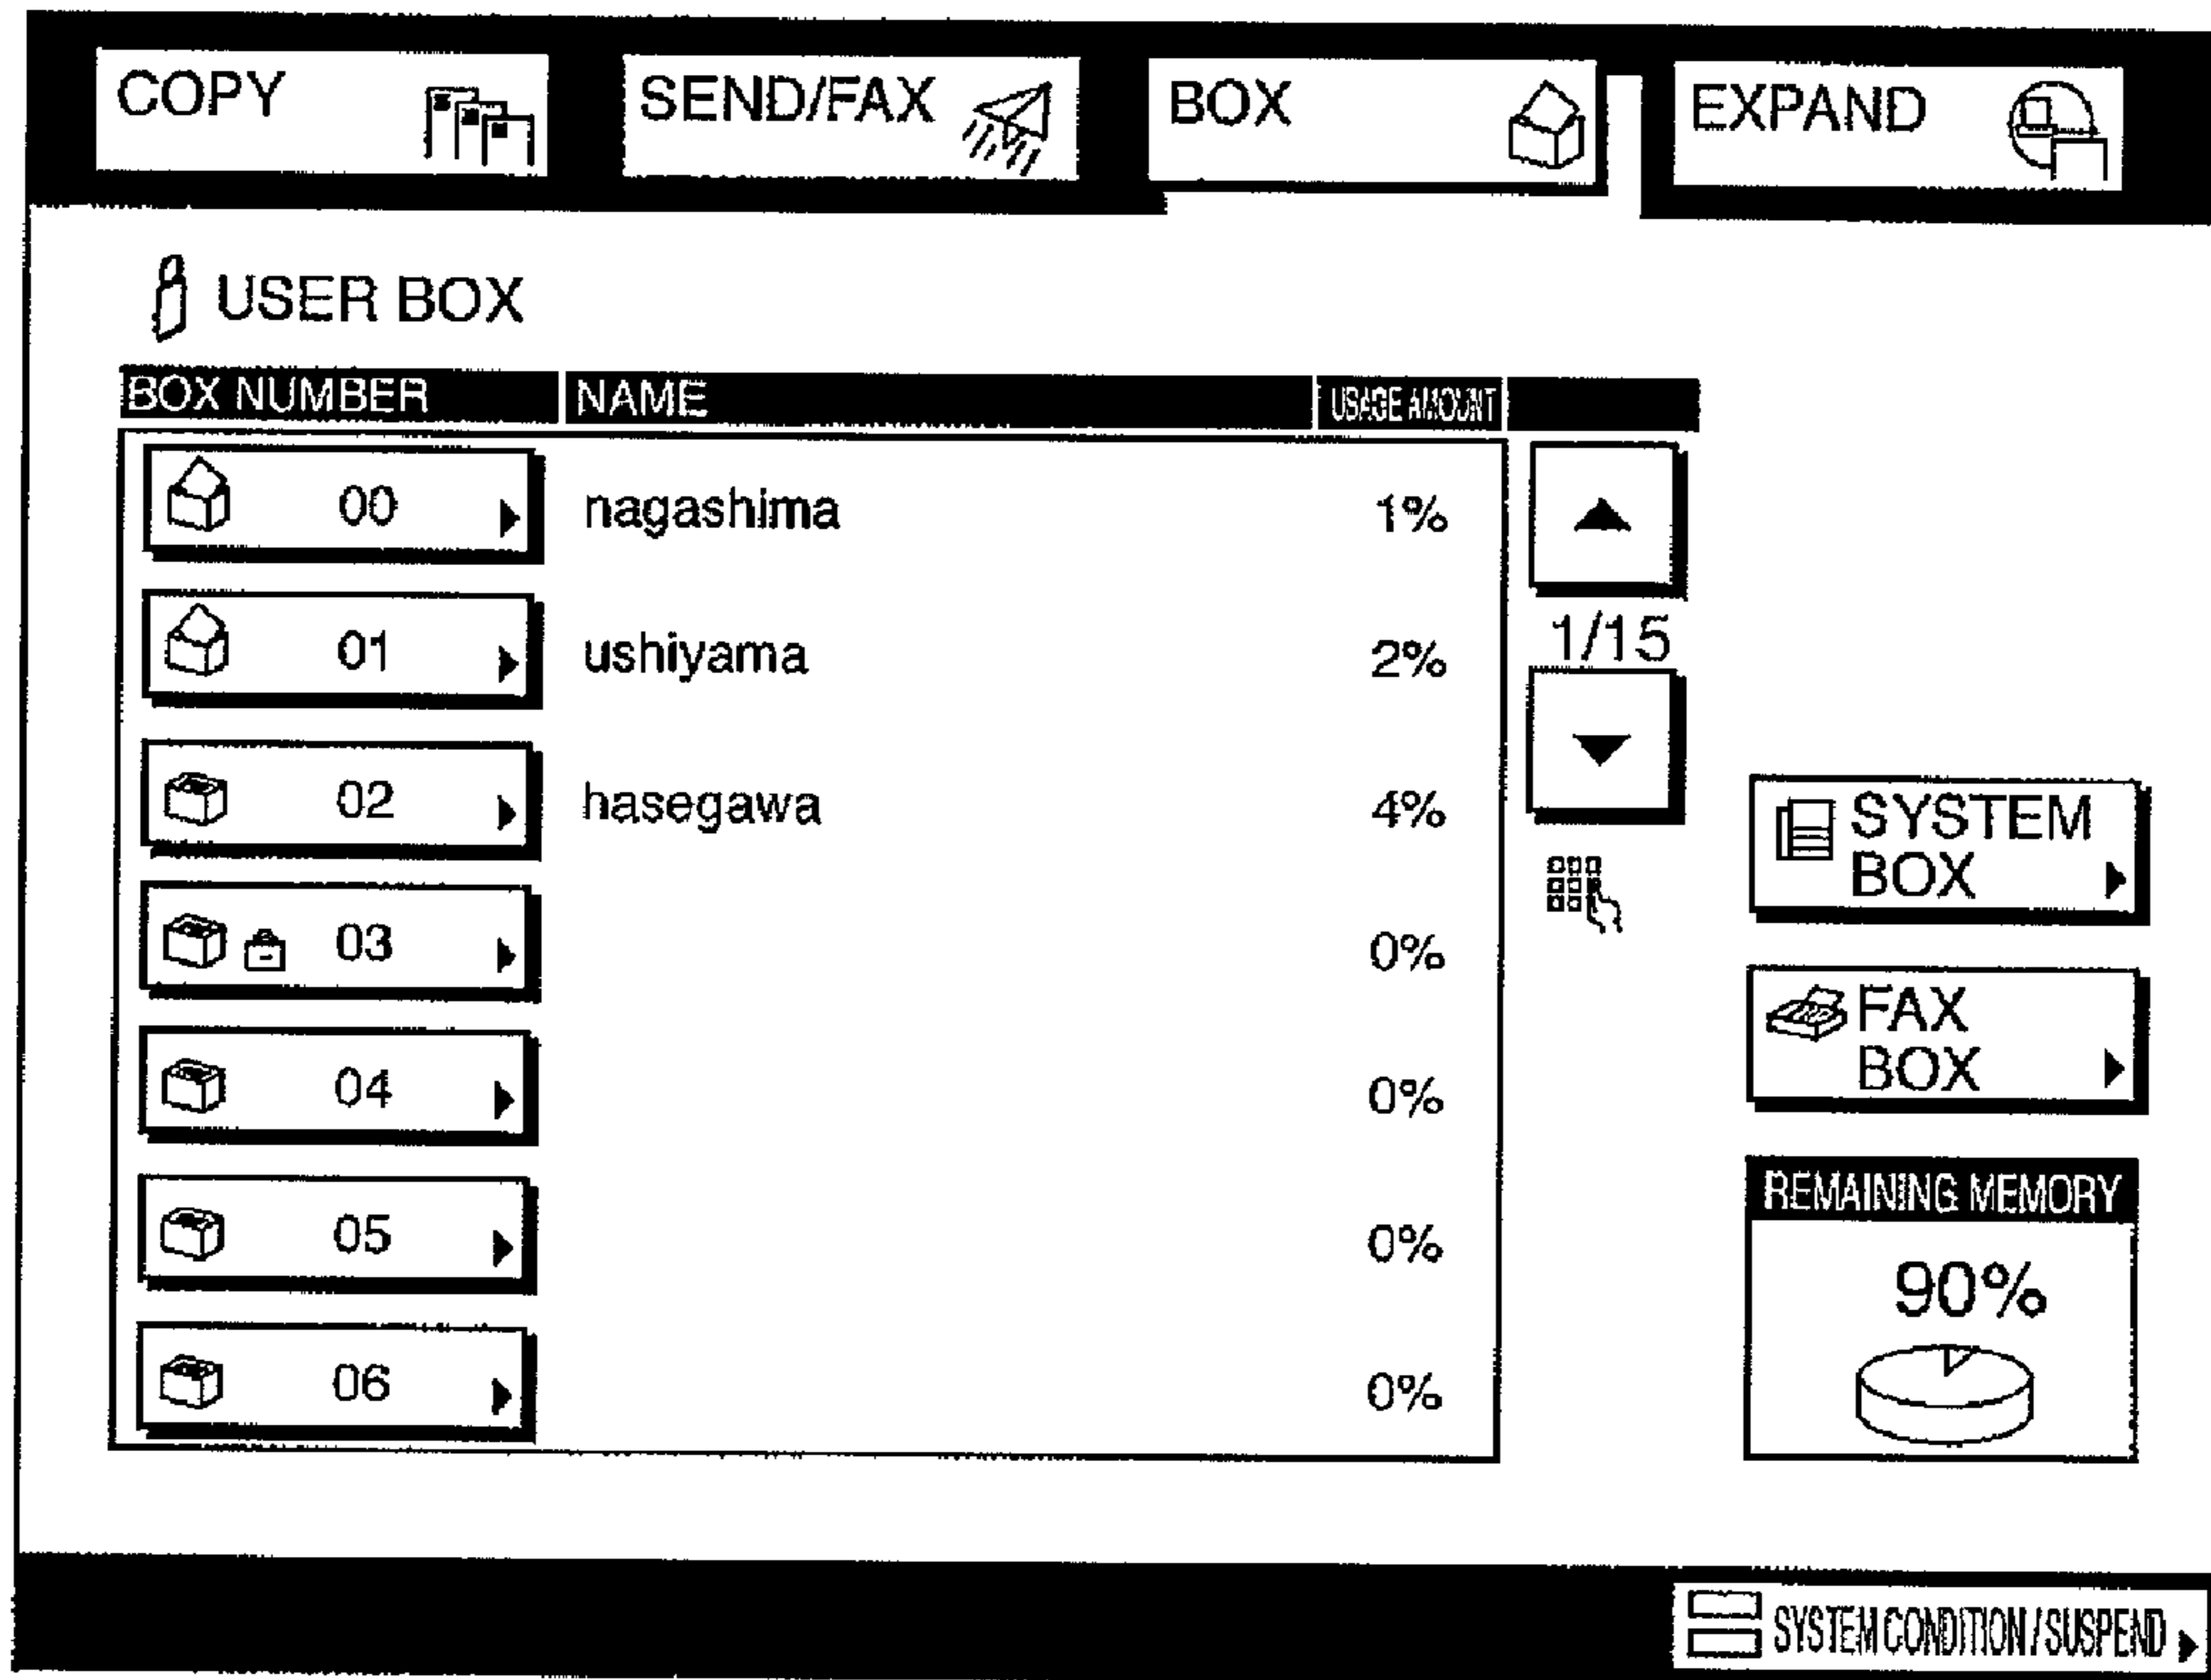 COPY
SEND/FAX
BOX
EXPAND
USER BOX
BOX NUMBER NAME USAGE AMOUNT
00 nagashima 1%
01 ushiyama 2%
1/15
02 hasegawa 4%
03 0%
04 0%
05 0%
06 0%
SYSTEM
BOX
FAX
BOX
REMAINING MEMORY
90%
SYSTEM CONDITION / SUSPEND